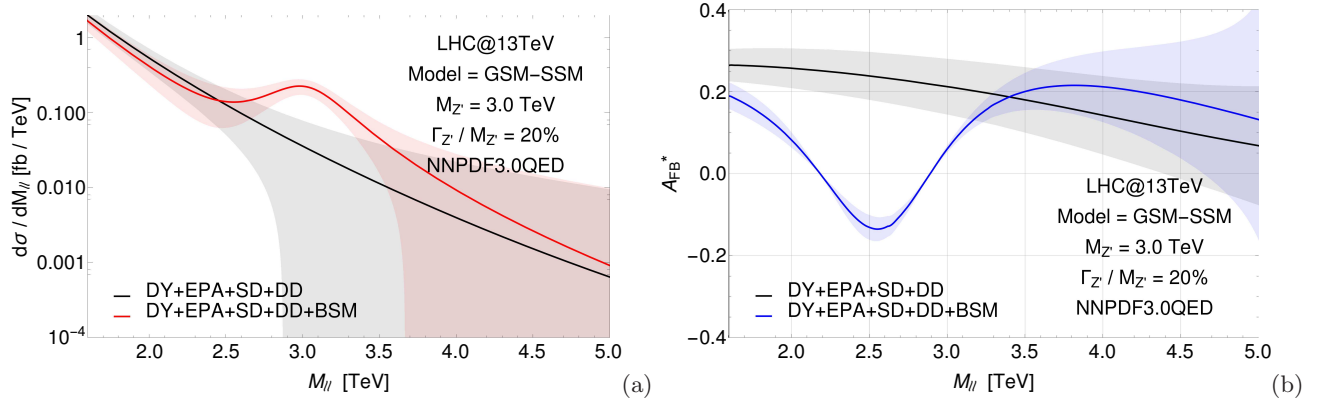 1
0.100
0.010
0.001
10⁻⁴
dσ / dM_ll [fb / TeV]
LHC@13TeV
Model = GSM−SSM
M_Z' = 3.0 TeV
Γ_Z' / M_Z' = 20%
NNPDF3.0QED
DY+EPA+SD+DD
DY+EPA+SD+DD+BSM
2.0 2.5 3.0 3.5 4.0 4.5 5.0
M_ll [TeV]
(a)
0.4
0.2
0.0
−0.2
−0.4
A_FB*
LHC@13TeV
Model = GSM−SSM
M_Z' = 3.0 TeV
Γ_Z' / M_Z' = 20%
NNPDF3.0QED
DY+EPA+SD+DD
DY+EPA+SD+DD+BSM
2.0 2.5 3.0 3.5 4.0 4.5 5.0
M_ll [TeV]
(b)